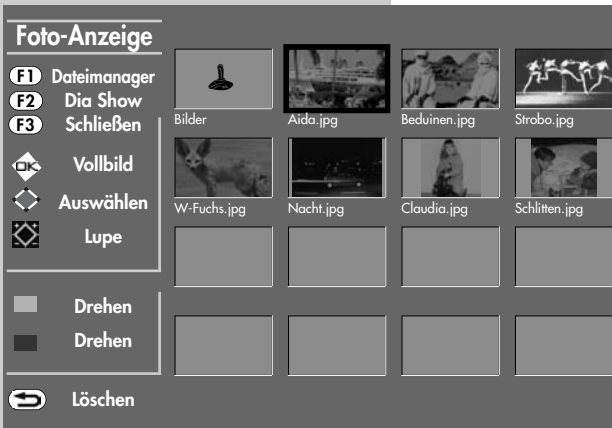 Foto-Anzeige
F1 Dateimanager
F2 Dia Show
F3 Schließen
OK Vollbild
Auswählen
Lupe
Drehen
Drehen
Löschen
Bilder Aida.jpg Beduinen.jpg Strobo.jpg
W-Fuchs.jpg Nacht.jpg Claudia.jpg Schlitten.jpg